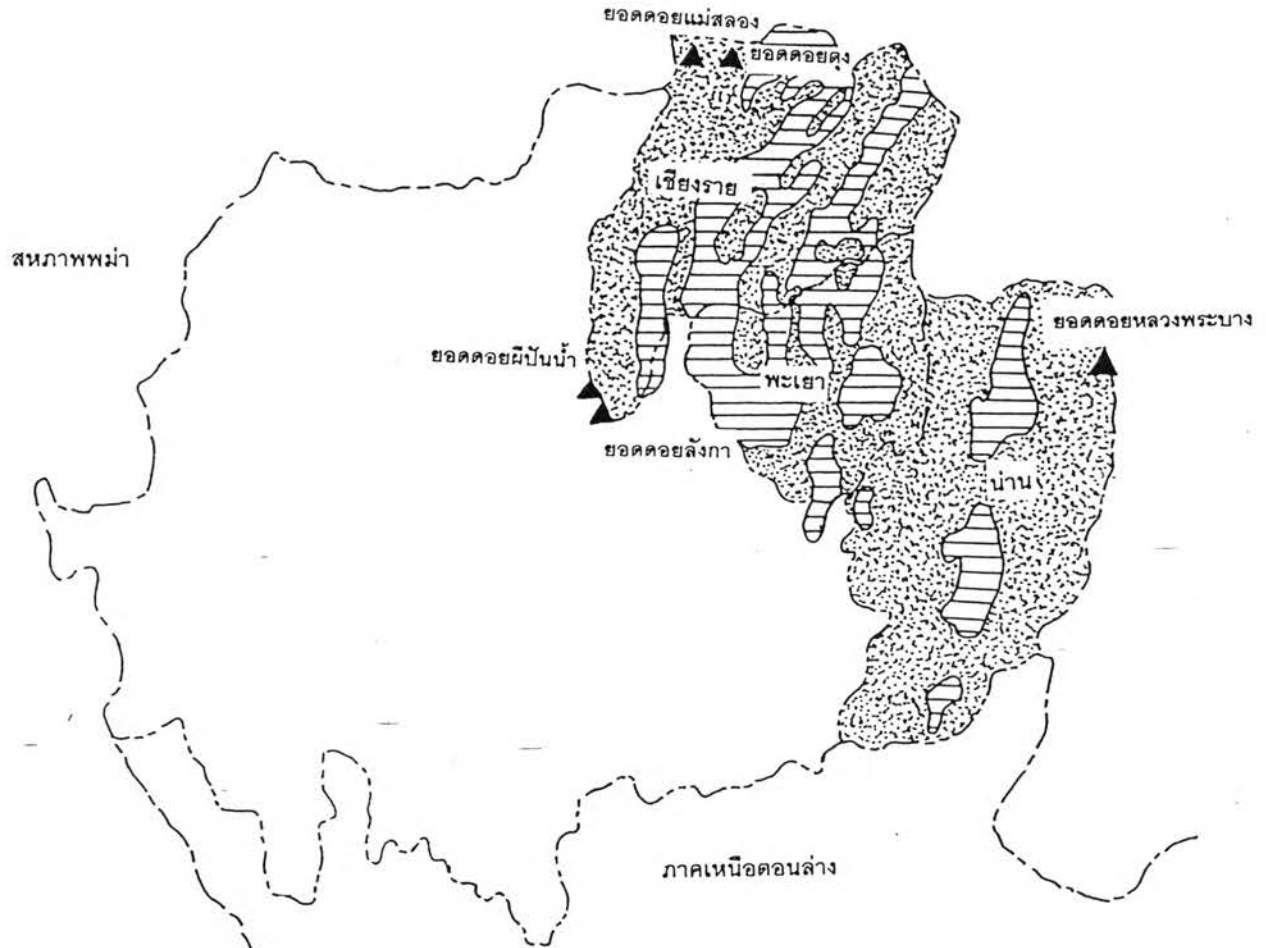 ยอดดอยแม่สลอง
ยอดดอยตุง
เชียงราย
สหภาพพม่า
ยอดดอยหลวงพระบาง
ยอดดอยผีปันน้ำ
พะเยา
ยอดดอยลังกา
น่าน
ภาคเหนือตอนล่าง